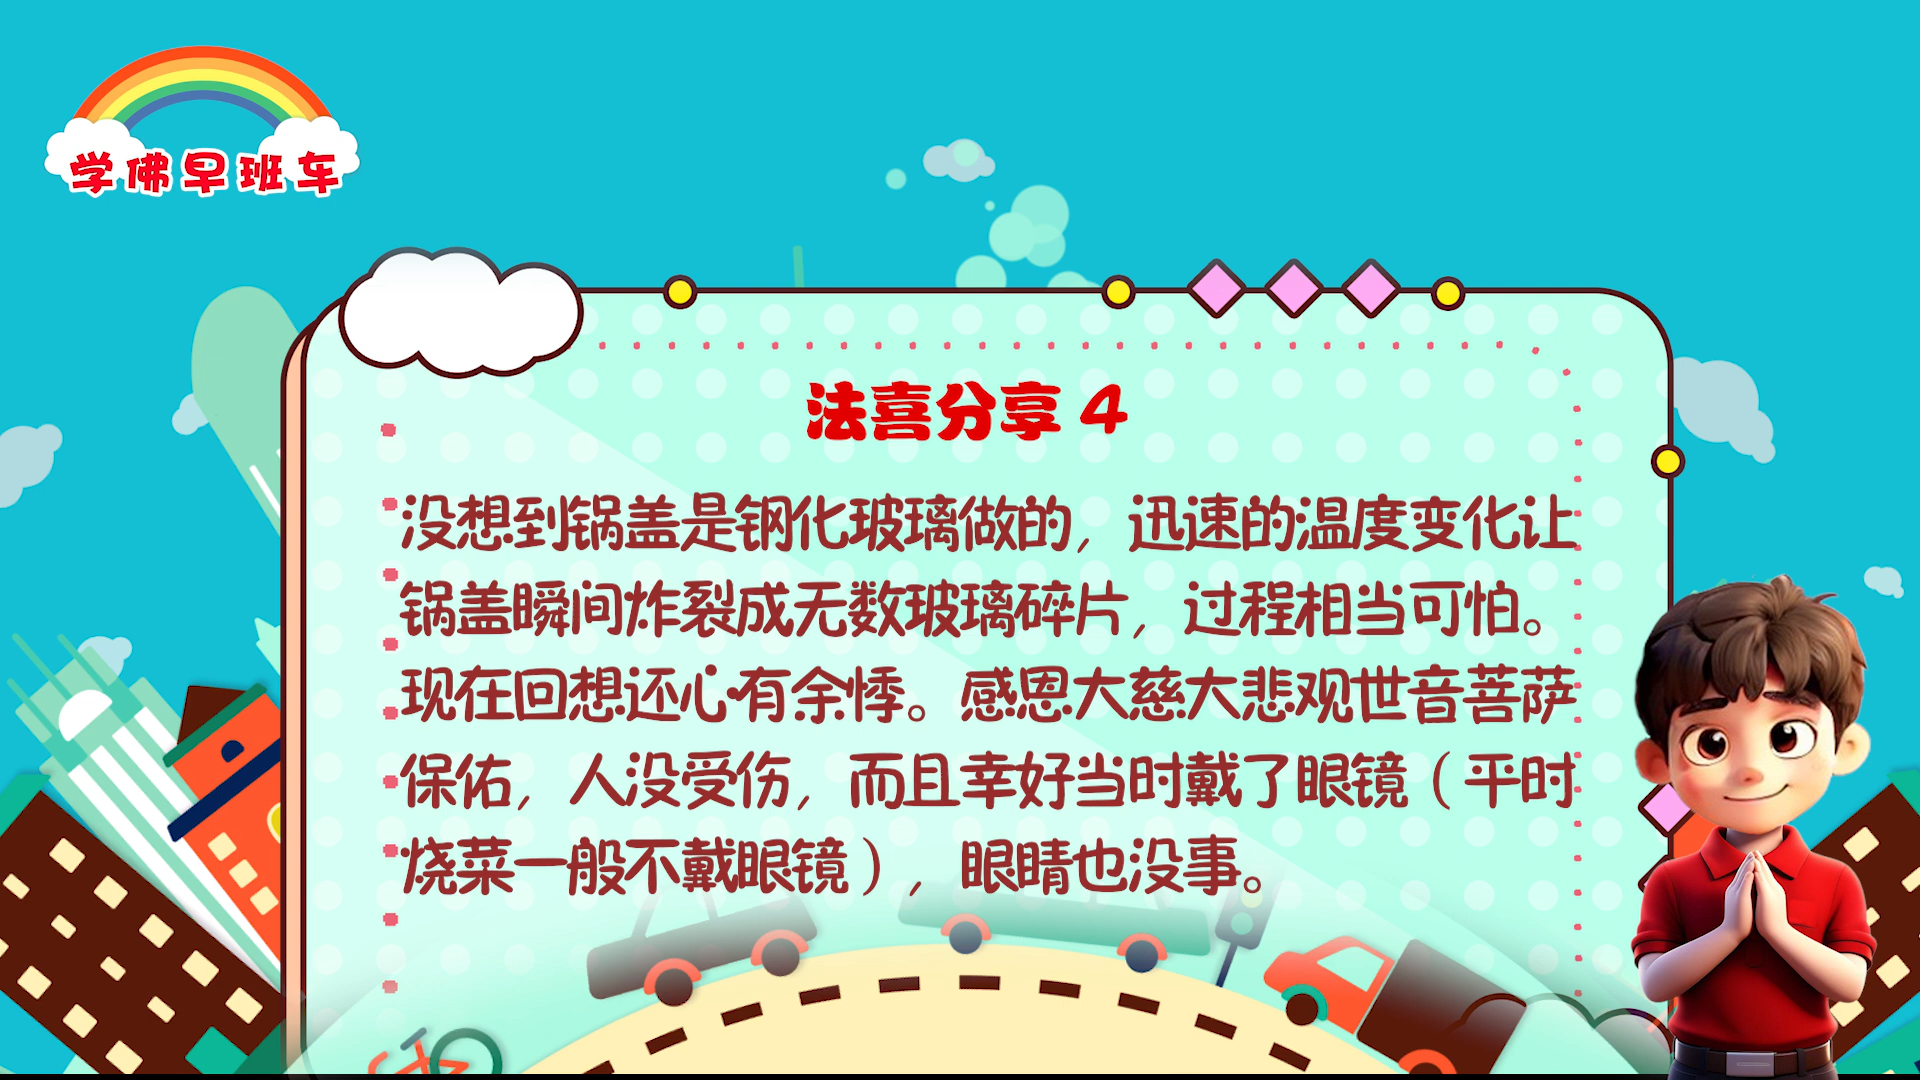 学佛早班车
法喜分享 4
没想到锅盖是钢化玻璃做的，迅速的温度变化让
锅盖瞬间炸裂成无数玻璃碎片，过程相当可怕。
现在回想还心有余悸。感恩大慈大悲观世音菩萨
保佑，人没受伤，而且幸好当时戴了眼镜（平时
烧菜一般不戴眼镜），眼睛也没事。